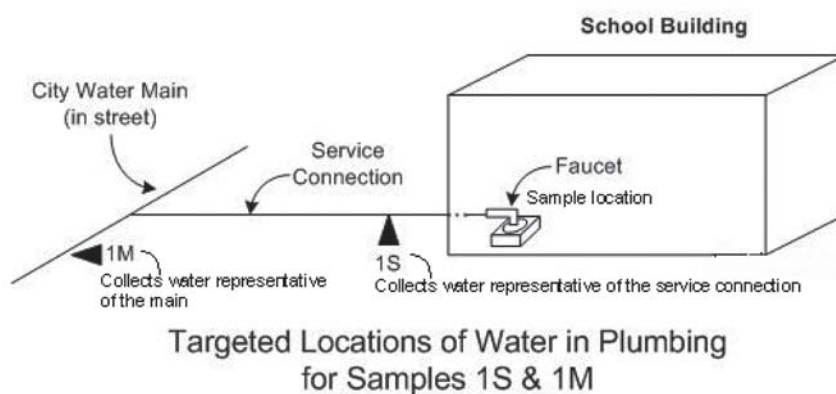 School Building
City Water Main
(in street)
Service
Connection
Faucet
Sample location
1M
Collects water representative
of the main
1S
Collects water representative of the service connection
Targeted Locations of Water in Plumbing
for Samples 1S & 1M